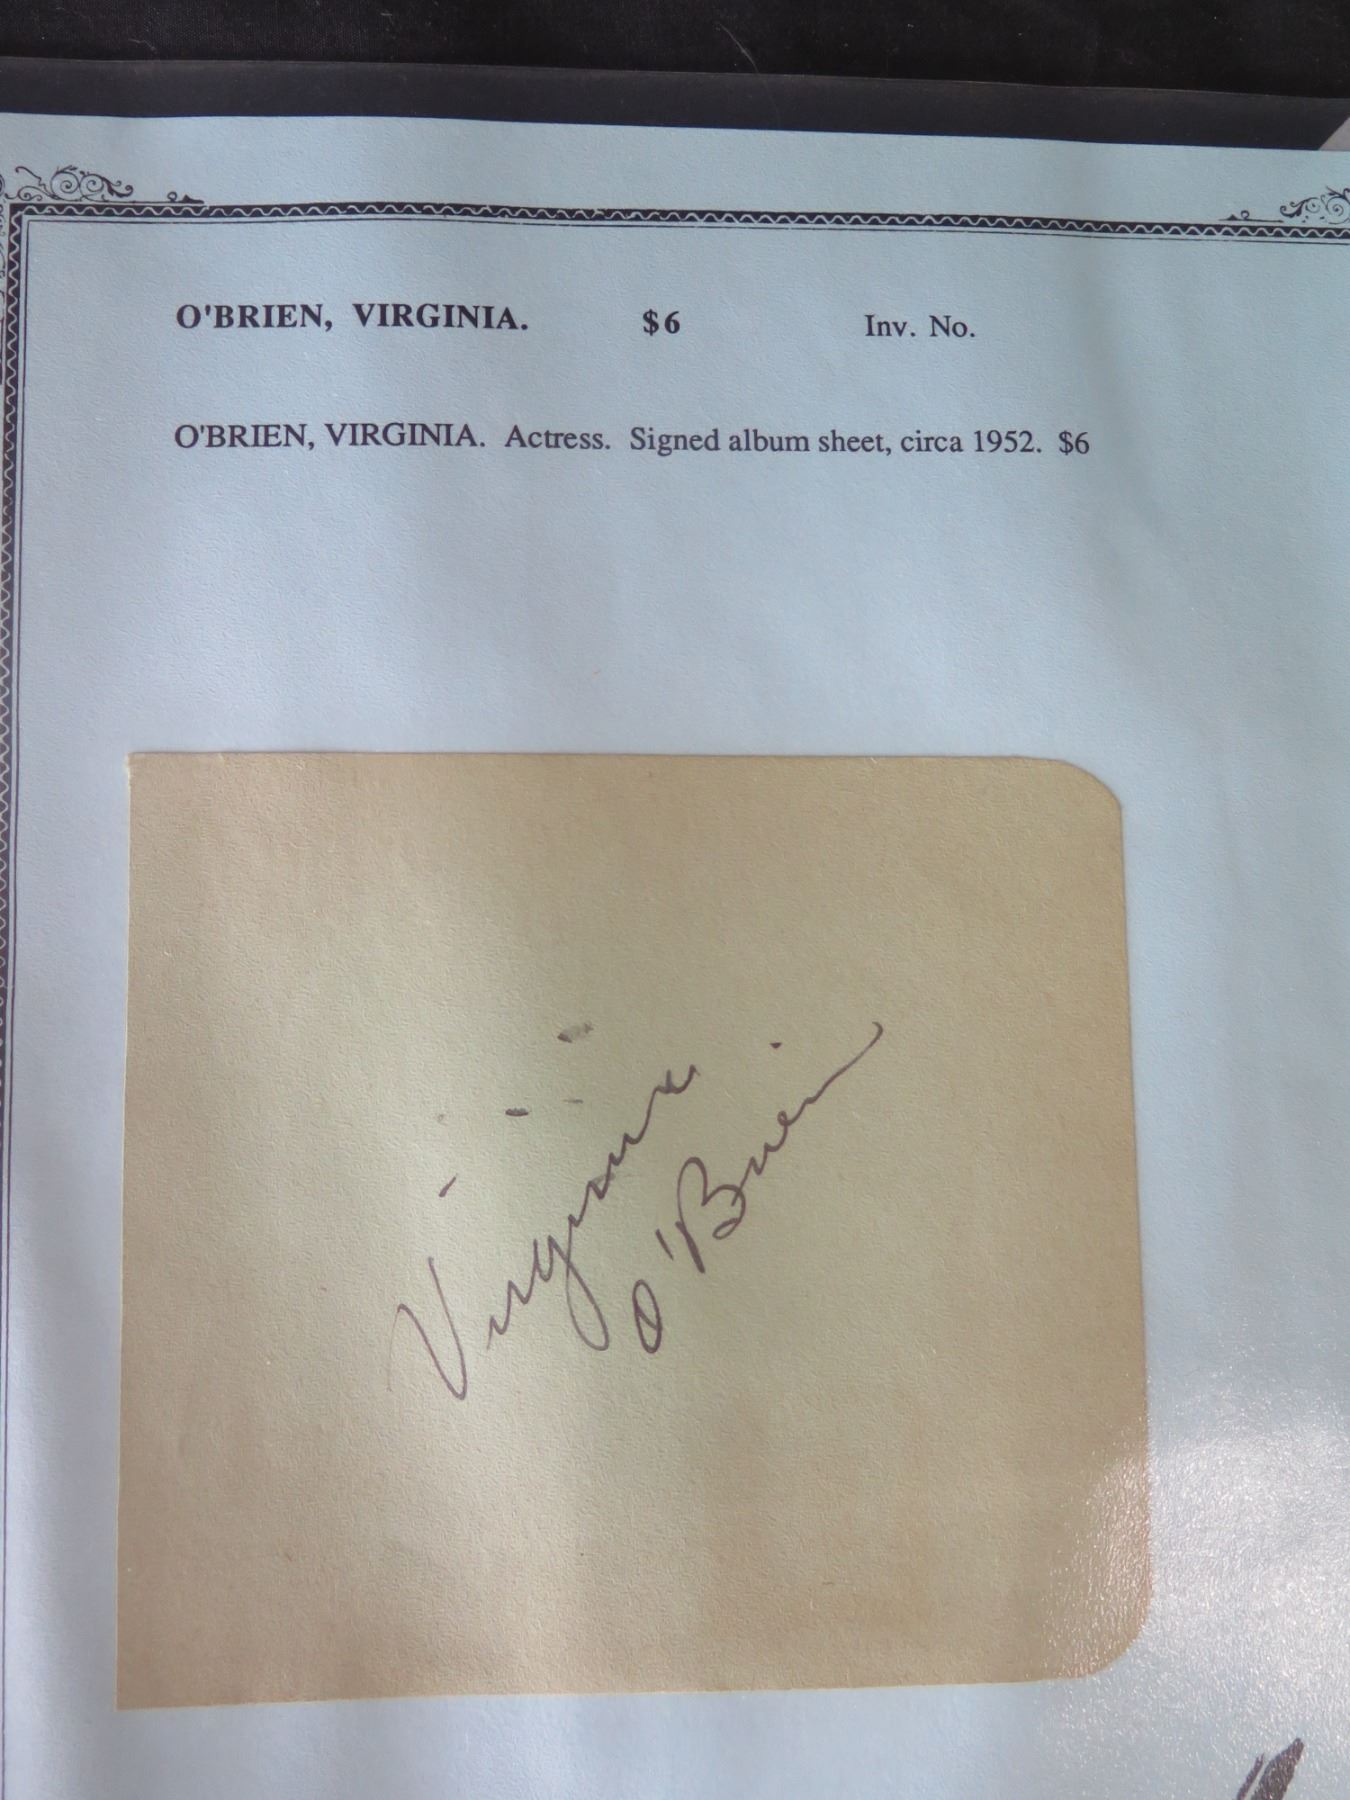 O'BRIEN, VIRGINIA. $6 Inv. No.
O'BRIEN, VIRGINIA. Actress. Signed album sheet, circa 1952. $6
Virginia
O'Brien